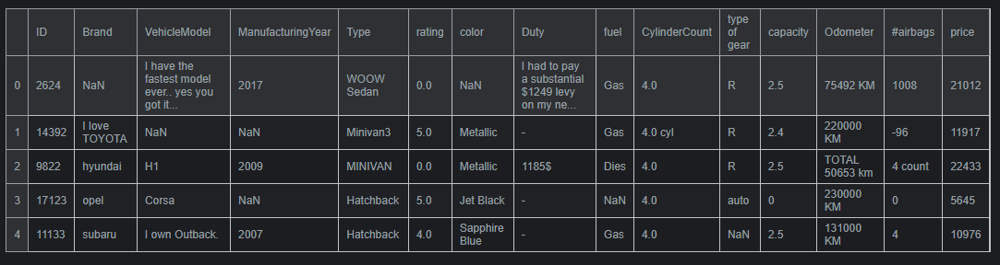 ID Brand VehicleModel ManufacturingYear Type rating color Duty fuel CylinderCount type of gear capacity Odometer #airbags price
0 2624 NaN I have the fastest model ever.. yes you got it... 2017 WOOW Sedan 0.0 NaN I had to pay a substantial $1249 levy on my ne... Gas 4.0 R 2.5 75492 KM 1008 21012
1 14392 I love TOYOTA NaN NaN Minivan3 5.0 Metallic - Gas 4.0 cyl R 2.4 220000 KM -96 11917
2 9822 hyundai H1 2009 MINIVAN 0.0 Metallic 1185$ Dies 4.0 R 2.5 TOTAL 50653 km 4 count 22433
3 17123 opel Corsa NaN Hatchback 5.0 Jet Black - NaN 4.0 auto 0 230000 KM 0 5645
4 11133 subaru I own Outback. 2007 Hatchback 4.0 Sapphire Blue - Gas 4.0 NaN 2.5 131000 KM 4 10976